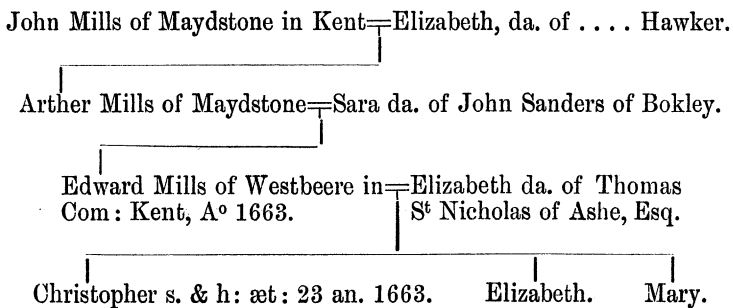 John Mills of Maydstone in Kent=Elizabeth, da. of .... Hawker.
Arther Mills of Maydstone=Sara da. of John Sanders of Bokley.
Edward Mills of Westbeere in=Elizabeth da. of Thomas
Com: Kent, Aº 1663. St Nicholas of Ashe, Esq.
Christopher s. & h: æt: 23 an. 1663. Elizabeth. Mary.